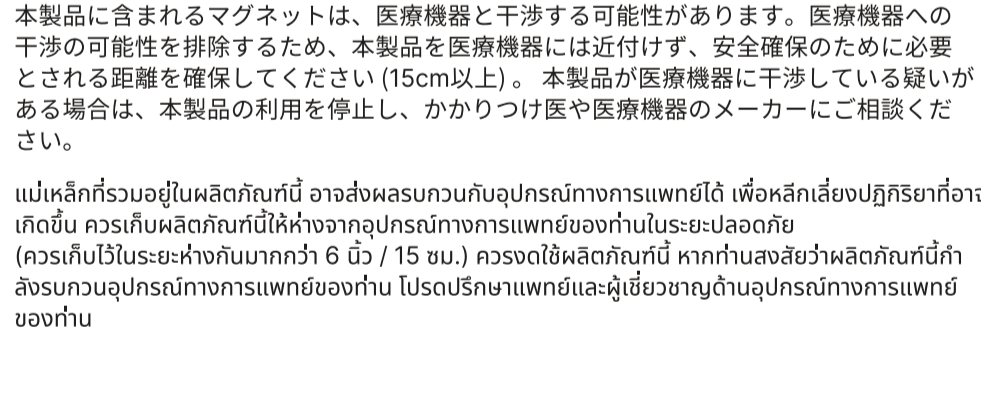 本製品に含まれるマグネットは、医療機器と干渉する可能性があります。医療機器への
干渉の可能性を排除するため、本製品を医療機器には近付けず、安全確保のために必要
とされる距離を確保してください (15cm以上) 。 本製品が医療機器に干渉している疑いが
ある場合は、本製品の利用を停止し、かかりつけ医や医療機器のメーカーにご相談くだ
さい。
แม่เหล็กที่รวมอยู่ในผลิตภัณฑ์นี้ อาจส่งผลรบกวนกับอุปกรณ์ทางการแพทย์ได้ เพื่อหลีกเลี่ยงปฏิกิริยาที่อาจ
เกิดขึ้น ควรเก็บผลิตภัณฑ์นี้ให้ห่างจากอุปกรณ์ทางการแพทย์ของท่านในระยะปลอดภัย
(ควรเก็บไว้ในระยะห่างกันมากกว่า 6 นิ้ว / 15 ซม.) ควรงดใช้ผลิตภัณฑ์นี้ หากท่านสงสัยว่าผลิตภัณฑ์นี้กำ
ลังรบกวนอุปกรณ์ทางการแพทย์ของท่าน โปรดปรึกษาแพทย์และผู้เชี่ยวชาญด้านอุปกรณ์ทางการแพทย์
ของท่าน